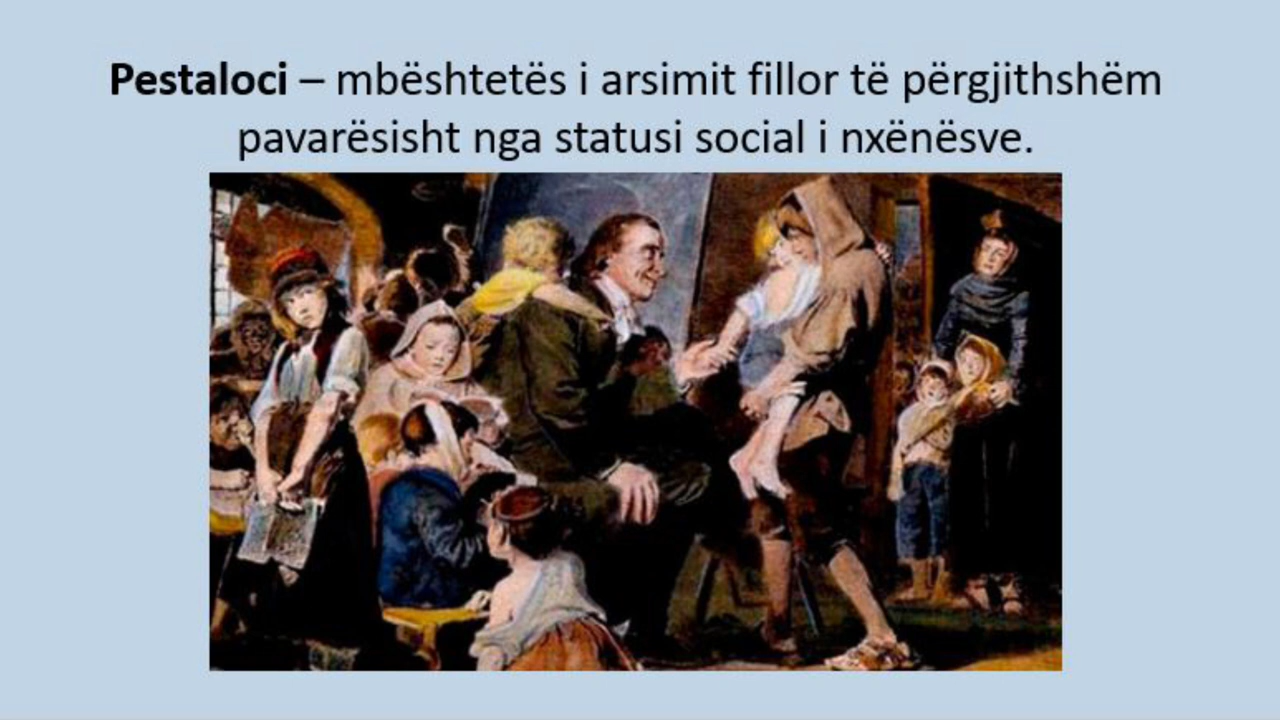 Pestaloci – mbështetës i arsimit fillor të përgjithshëm
pavarësisht nga statusi social i nxënësve.